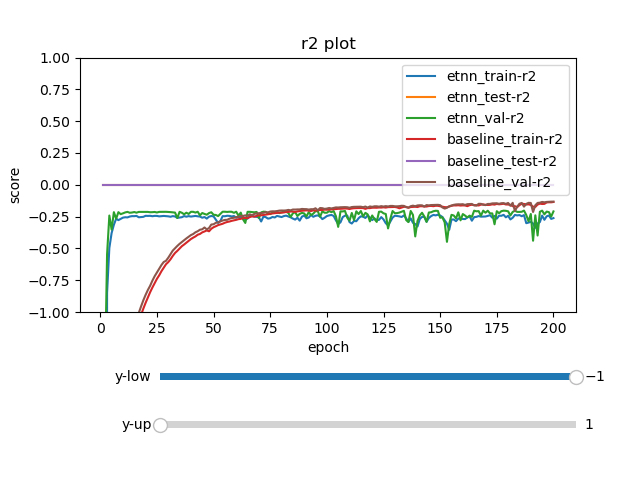 r2 plot
1.00
0.75
0.50
0.25
0.00
−0.25
−0.50
−0.75
−1.00
score
etnn_train-r2
etnn_test-r2
etnn_val-r2
baseline_train-r2
baseline_test-r2
baseline_val-r2
0 25 50 75 100 125 150 175 200
epoch
y-low −1
y-up 1